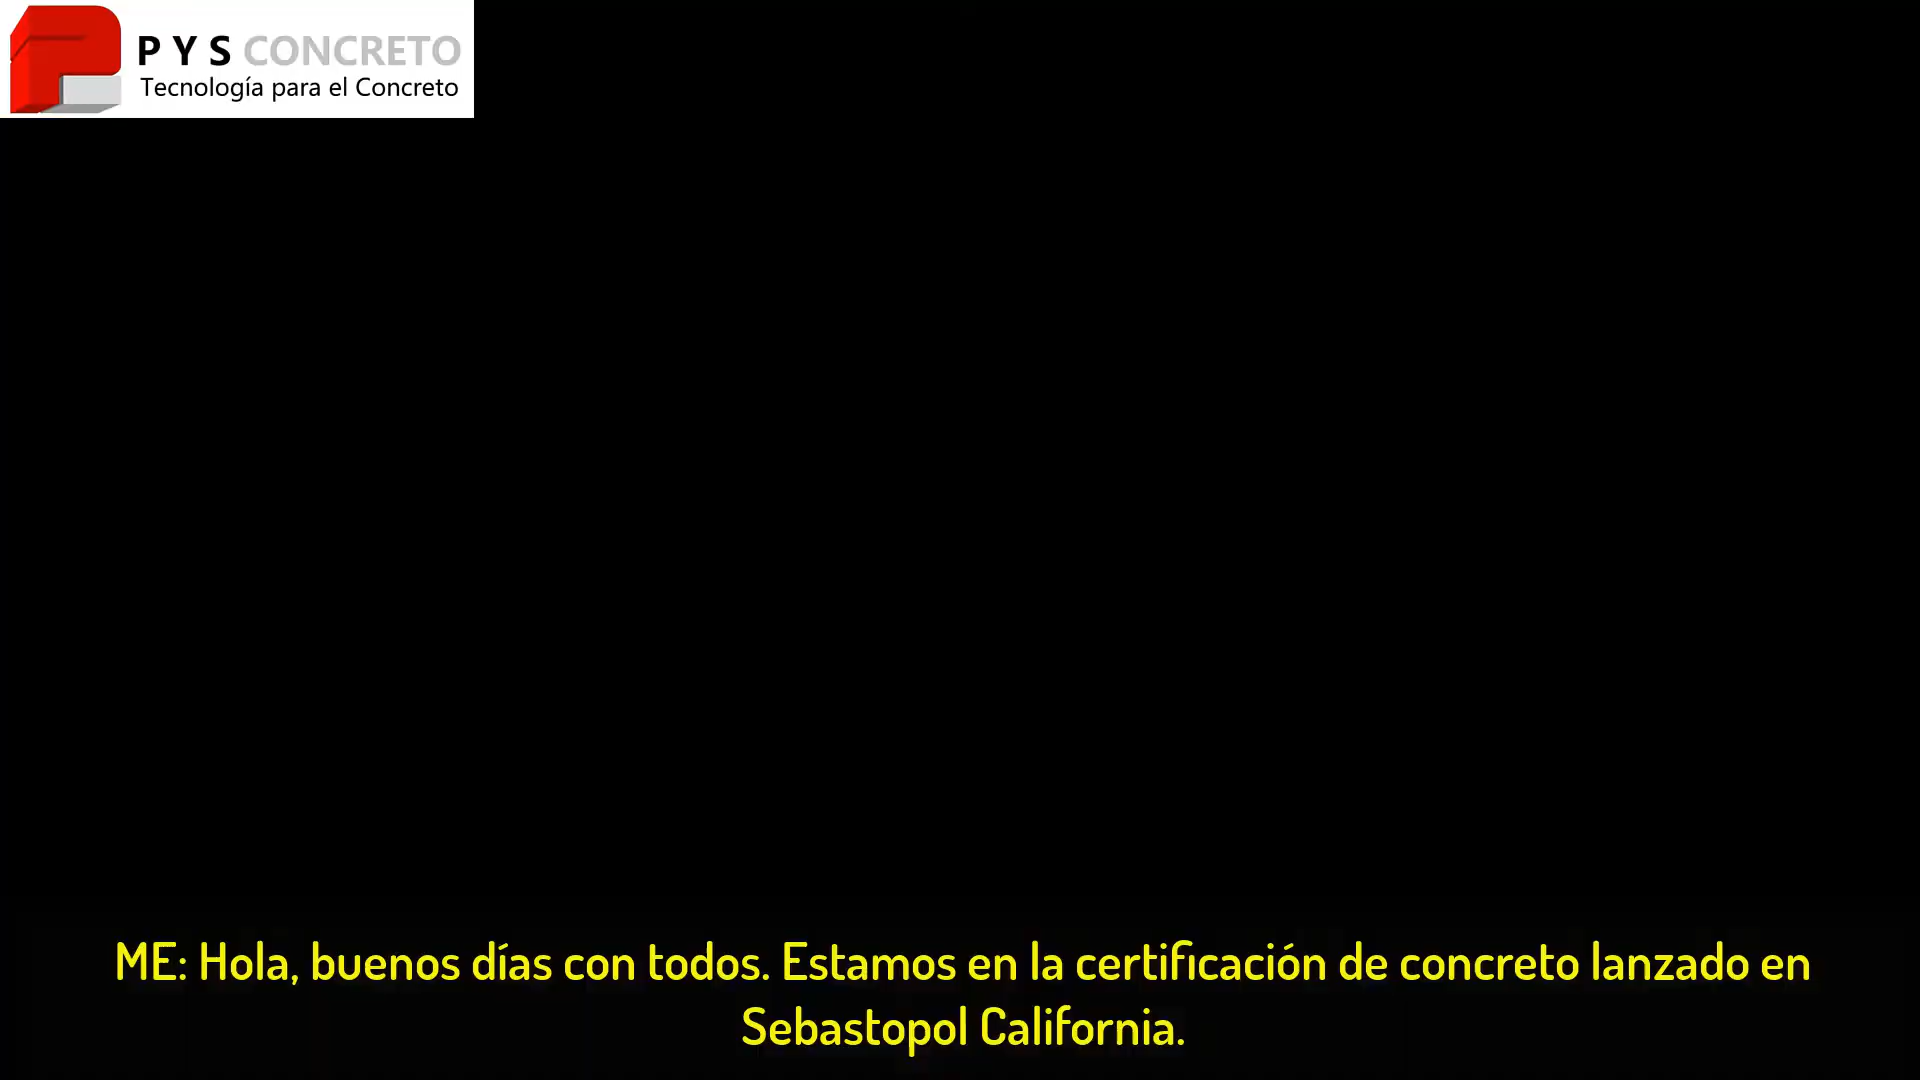 P Y S CONCRETO
Tecnología para el Concreto
ME: Hola, buenos días con todos. Estamos en la certificación de concreto lanzado en
Sebastopol California.